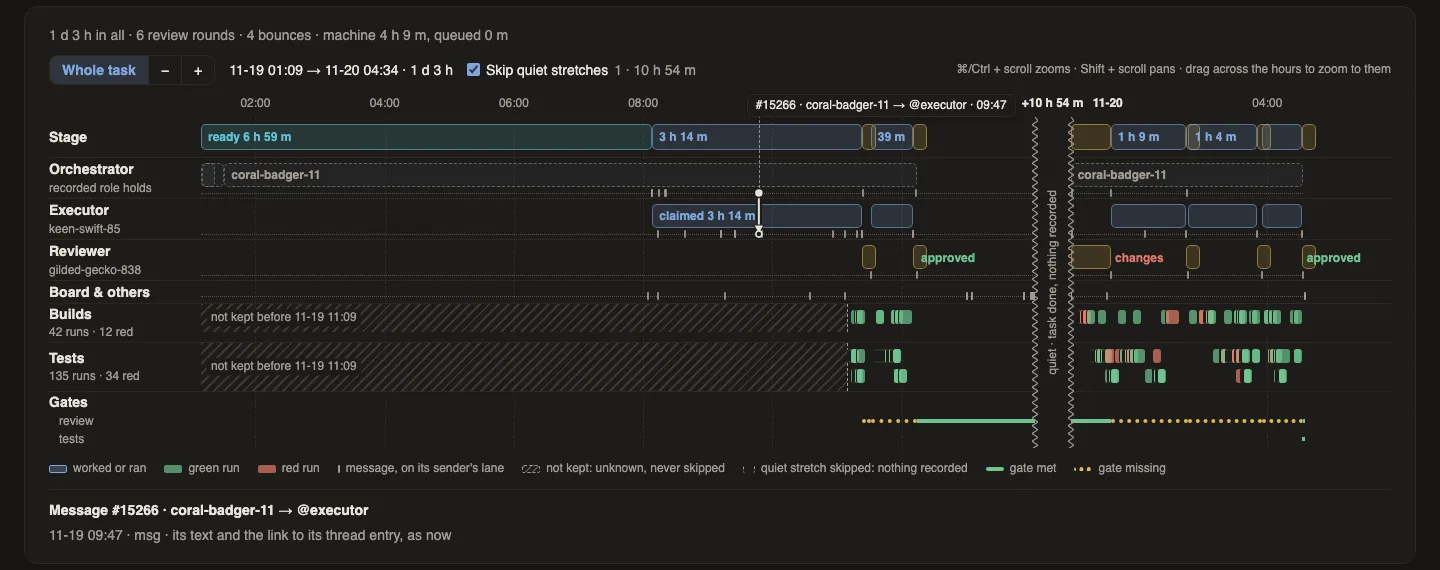 1 d 3 h in all · 6 review rounds · 4 bounces · machine 4 h 9 m, queued 0 m
Whole task − + 11-19 01:09 → 11-20 04:34 · 1 d 3 h Skip quiet stretches 1 · 10 h 54 m ⌘/Ctrl + scroll zooms · Shift + scroll pans · drag across the hours to zoom to them
02:00 04:00 06:00 08:00 #15266 · coral-badger-11 → @executor · 09:47 +10 h 54 m 11-20 04:00
Stage ready 6 h 59 m 3 h 14 m 39 m 1 h 9 m 1 h 4 m
Orchestrator
recorded role holds
coral-badger-11 coral-badger-11
Executor
keen-swift-85
claimed 3 h 14 m
Reviewer
gilded-gecko-838
approved changes approved
quiet · task done, nothing recorded
Board & others
Builds
42 runs · 12 red
not kept before 11-19 11:09
Tests
135 runs · 34 red
not kept before 11-19 11:09
Gates
review
tests
worked or ran green run red run message, on its sender's lane not kept: unknown, never skipped quiet stretch skipped: nothing recorded gate met gate missing
Message #15266 · coral-badger-11 → @executor
11-19 09:47 · msg · its text and the link to its thread entry, as now